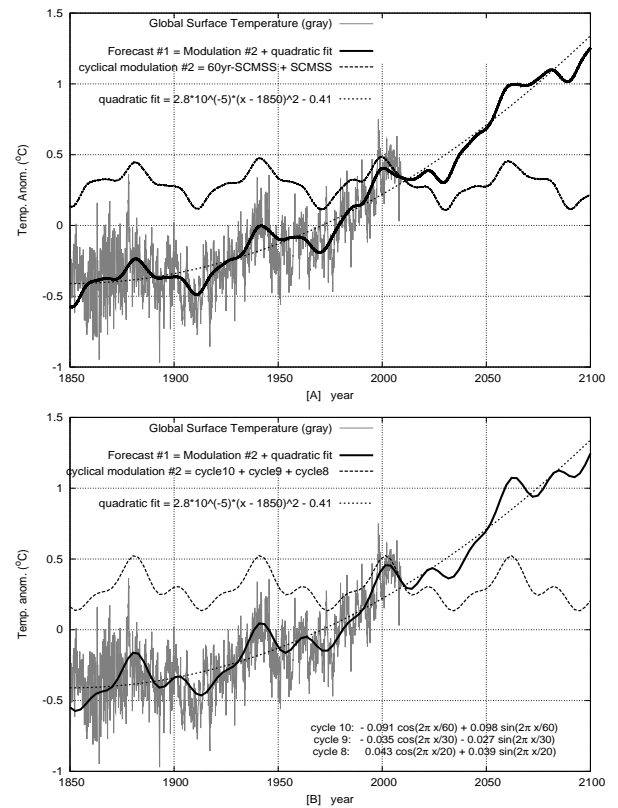 1.5
1
0.5
0
-0.5
-1
Temp. Anom. (°C)
Global Surface Temperature (gray)
Forecast #1 = Modulation #2 + quadratic fit
cyclical modulation #2 = 60yr-SCMSS + SCMSS
quadratic fit = 2.8*10^(-5)*(x - 1850)^2 - 0.41
1850 1900 1950 2000 2050 2100
[A] year
1.5
1
0.5
0
-0.5
-1
Temp. anom. (°C)
Global Surface Temperature (gray)
Forecast #1 = Modulation #2 + quadratic fit
cyclical modulation #2 = cycle10 + cycle9 + cycle8
quadratic fit = 2.8*10^(-5)*(x - 1850)^2 - 0.41
cycle 10: - 0.091 cos(2π x/60) + 0.098 sin(2π x/60)
cycle 9: - 0.035 cos(2π x/30) - 0.027 sin(2π x/30)
cycle 8: 0.043 cos(2π x/20) + 0.039 sin(2π x/20)
1850 1900 1950 2000 2050 2100
[B] year